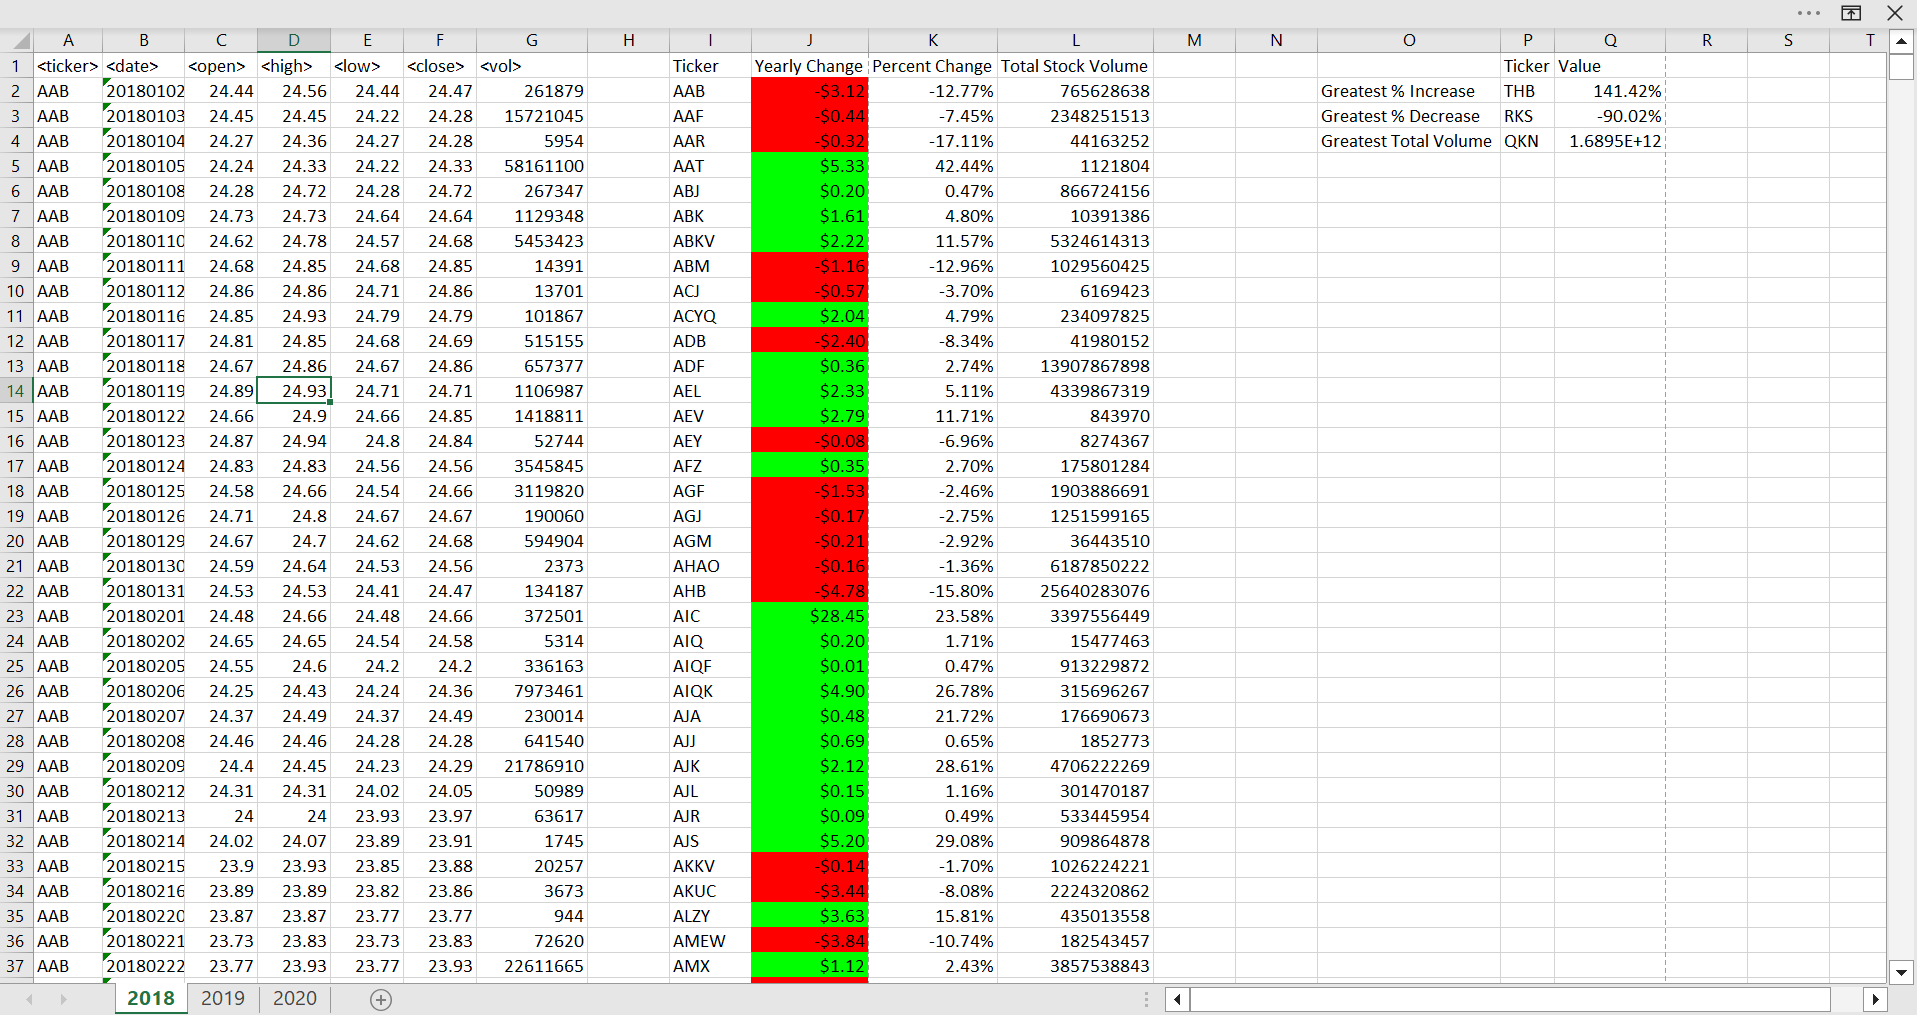 A B C D E F G H I J K L M N O P Q R S T
1 <ticker> <date> <open> <high> <low> <close> <vol> Ticker Yearly Change Percent Change Total Stock Volume Ticker Value
2 AAB 20180102 24.44 24.56 24.44 24.47 261879 AAB -$3.12 -12.77% 765628638 Greatest % Increase THB 141.42%
3 AAB 20180103 24.45 24.45 24.22 24.28 15721045 AAF -$0.44 -7.45% 2348251513 Greatest % Decrease RKS -90.02%
4 AAB 20180104 24.27 24.36 24.27 24.28 5954 AAR -$0.32 -17.11% 44163252 Greatest Total Volume QKN 1.6895E+12
5 AAB 20180105 24.24 24.33 24.22 24.33 58161100 AAT $5.33 42.44% 1121804
6 AAB 20180108 24.28 24.72 24.28 24.72 267347 ABJ $0.20 0.47% 866724156
7 AAB 20180109 24.73 24.73 24.64 24.64 1129348 ABK $1.61 4.80% 10391386
8 AAB 20180110 24.62 24.78 24.57 24.68 5453423 ABKV $2.22 11.57% 5324614313
9 AAB 20180111 24.68 24.85 24.68 24.85 14391 ABM -$1.16 -12.96% 1029560425
10 AAB 20180112 24.86 24.86 24.71 24.86 13701 ACJ -$0.57 -3.70% 6169423
11 AAB 20180116 24.85 24.93 24.79 24.79 101867 ACYQ $2.04 4.79% 234097825
12 AAB 20180117 24.81 24.85 24.68 24.69 515155 ADB -$2.40 -8.34% 41980152
13 AAB 20180118 24.67 24.86 24.67 24.86 657377 ADF $0.36 2.74% 13907867898
14 AAB 20180119 24.89 24.93 24.71 24.71 1106987 AEL $2.33 5.11% 4339867319
15 AAB 20180122 24.66 24.9 24.66 24.85 1418811 AEV $2.79 11.71% 843970
16 AAB 20180123 24.87 24.94 24.8 24.84 52744 AEY -$0.08 -6.96% 8274367
17 AAB 20180124 24.83 24.83 24.56 24.56 3545845 AFZ $0.35 2.70% 175801284
18 AAB 20180125 24.58 24.66 24.54 24.66 3119820 AGF -$1.53 -2.46% 1903886691
19 AAB 20180126 24.71 24.8 24.67 24.67 190060 AGJ -$0.17 -2.75% 1251599165
20 AAB 20180129 24.67 24.7 24.62 24.68 594904 AGM -$0.21 -2.92% 36443510
21 AAB 20180130 24.59 24.64 24.53 24.56 2373 AHAO -$0.16 -1.36% 6187850222
22 AAB 20180131 24.53 24.53 24.41 24.47 134187 AHB -$4.78 -15.80% 25640283076
23 AAB 20180201 24.48 24.66 24.48 24.66 372501 AIC $28.45 23.58% 3397556449
24 AAB 20180202 24.65 24.65 24.54 24.58 5314 AIQ $0.20 1.71% 15477463
25 AAB 20180205 24.55 24.6 24.2 24.2 336163 AIQF $0.01 0.47% 913229872
26 AAB 20180206 24.25 24.43 24.24 24.36 7973461 AIQK $4.90 26.78% 315696267
27 AAB 20180207 24.37 24.49 24.37 24.49 230014 AJA $0.48 21.72% 176690673
28 AAB 20180208 24.46 24.46 24.28 24.28 641540 AJJ $0.69 0.65% 1852773
29 AAB 20180209 24.4 24.45 24.23 24.29 21786910 AJK $2.12 28.61% 4706222269
30 AAB 20180212 24.31 24.31 24.02 24.05 50989 AJL $0.15 1.16% 301470187
31 AAB 20180213 24 24 23.93 23.97 63617 AJR $0.09 0.49% 533445954
32 AAB 20180214 24.02 24.07 23.89 23.91 1745 AJS $5.20 29.08% 909864878
33 AAB 20180215 23.9 23.93 23.85 23.88 20257 AKKV -$0.14 -1.70% 1026224221
34 AAB 20180216 23.89 23.89 23.82 23.86 3673 AKUC -$3.44 -8.08% 2224320862
35 AAB 20180220 23.87 23.87 23.77 23.77 944 ALZY $3.63 15.81% 435013558
36 AAB 20180221 23.73 23.83 23.73 23.83 72620 AMEW -$3.84 -10.74% 182543457
37 AAB 20180222 23.77 23.93 23.77 23.93 22611665 AMX $1.12 2.43% 3857538843
2018 2019 2020